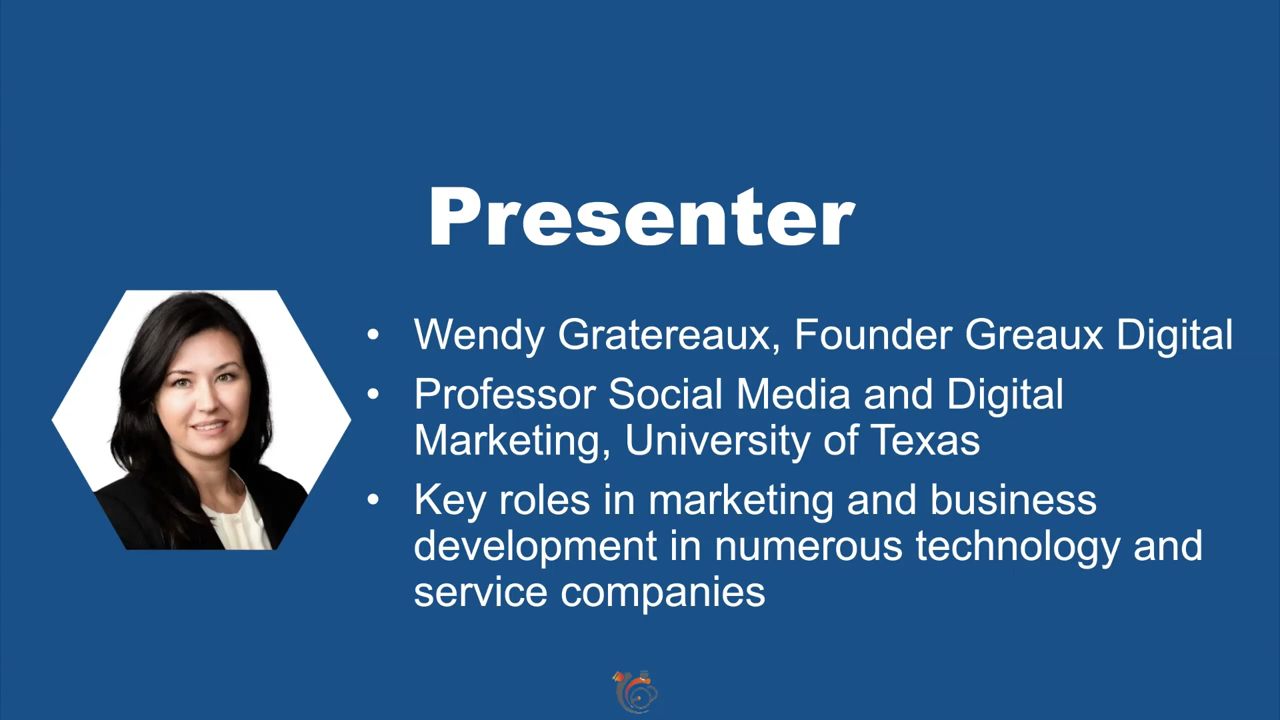 Presenter
• Wendy Gratereaux, Founder Greaux Digital
• Professor Social Media and Digital
Marketing, University of Texas
• Key roles in marketing and business
development in numerous technology and
service companies